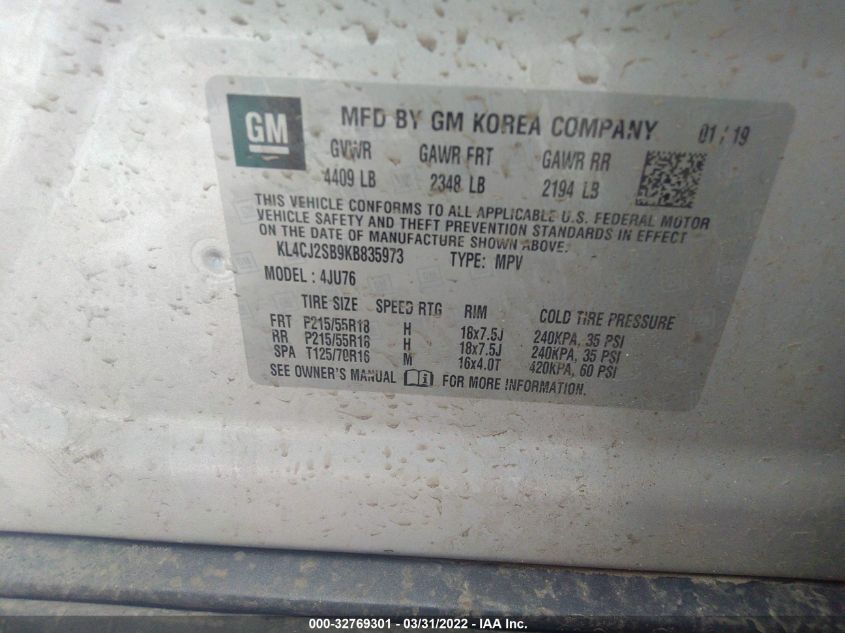 GM
MFD BY GM KOREA COMPANY 01/19
GVWR GAWR FRT GAWR RR
4409 LB 2348 LB 2194 LB
THIS VEHICLE CONFORMS TO ALL APPLICABLE U.S. FEDERAL MOTOR
VEHICLE SAFETY AND THEFT PREVENTION STANDARDS IN EFFECT
ON THE DATE OF MANUFACTURE SHOWN ABOVE.
KL4CJ2SB9KB835973 TYPE: MPV
MODEL: 4JU76
TIRE SIZE SPEED RTG RIM COLD TIRE PRESSURE
FRT P215/55R18 H 18x7.5J 240KPA, 35 PSI
RR P215/55R18 H 18x7.5J 240KPA, 35 PSI
SPA T125/70R16 M 16x4.0T 420KPA, 60 PSI
SEE OWNER'S MANUAL i FOR MORE INFORMATION.
000-32769301 - 03/31/2022 - IAA Inc.